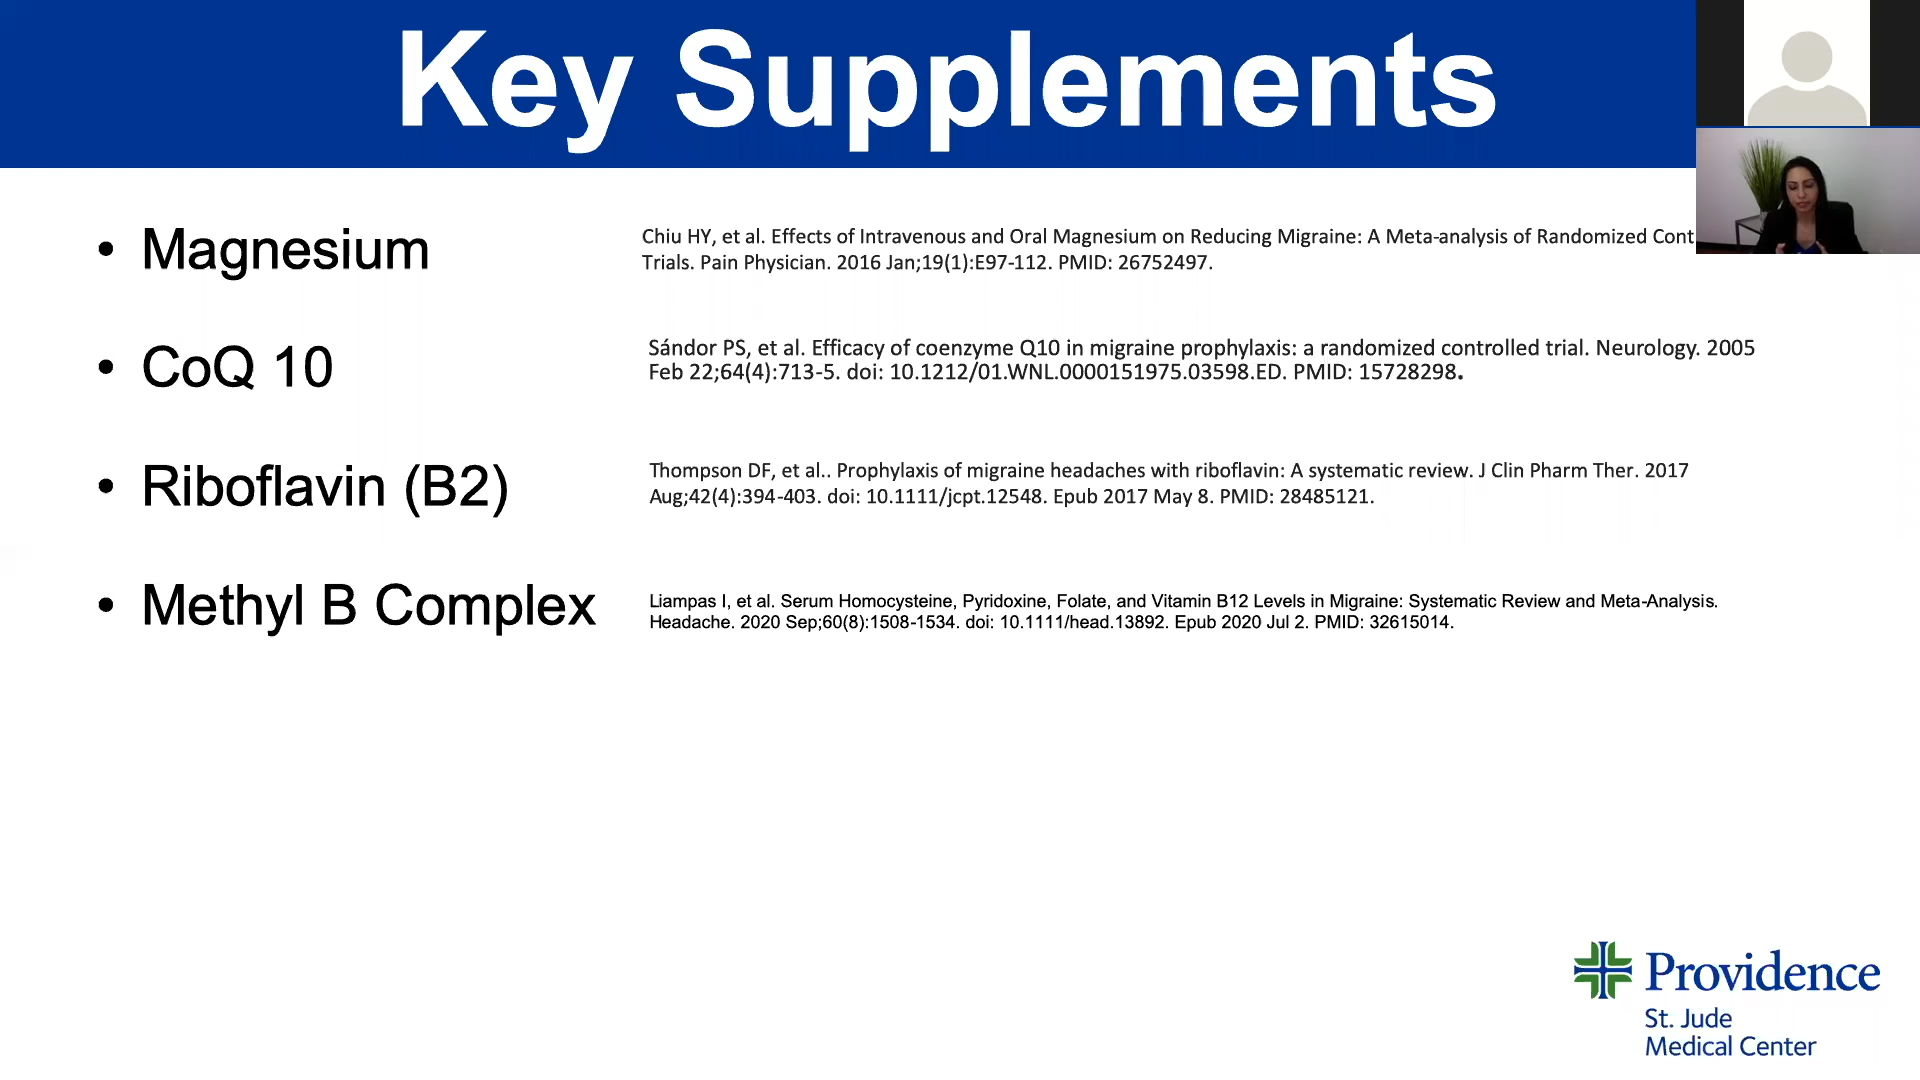 Key Supplements
• Magnesium
Chiu HY, et al. Effects of Intravenous and Oral Magnesium on Reducing Migraine: A Meta-analysis of Randomized Cont
Trials. Pain Physician. 2016 Jan;19(1):E97-112. PMID: 26752497.
• CoQ 10
Sándor PS, et al. Efficacy of coenzyme Q10 in migraine prophylaxis: a randomized controlled trial. Neurology. 2005
Feb 22;64(4):713-5. doi: 10.1212/01.WNL.0000151975.03598.ED. PMID: 15728298.
• Riboflavin (B2)
Thompson DF, et al.. Prophylaxis of migraine headaches with riboflavin: A systematic review. J Clin Pharm Ther. 2017
Aug;42(4):394-403. doi: 10.1111/jcpt.12548. Epub 2017 May 8. PMID: 28485121.
• Methyl B Complex
Liampas I, et al. Serum Homocysteine, Pyridoxine, Folate, and Vitamin B12 Levels in Migraine: Systematic Review and Meta-Analysis.
Headache. 2020 Sep;60(8):1508-1534. doi: 10.1111/head.13892. Epub 2020 Jul 2. PMID: 32615014.
Providence
St. Jude
Medical Center